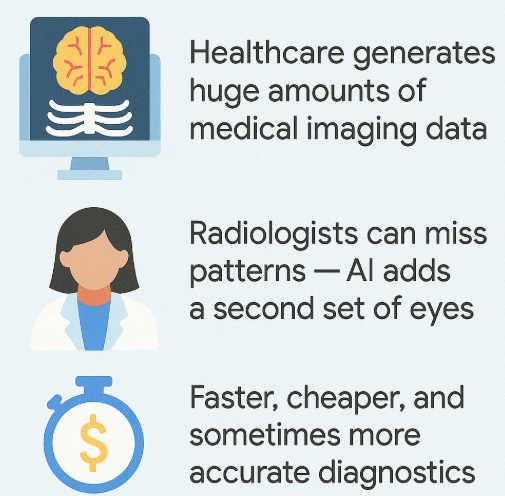 Healthcare generates
huge amounts of
medical imaging data
Radiologists can miss
patterns — AI adds
a second set of eyes
$
Faster, cheaper, and
sometimes more
accurate diagnostics